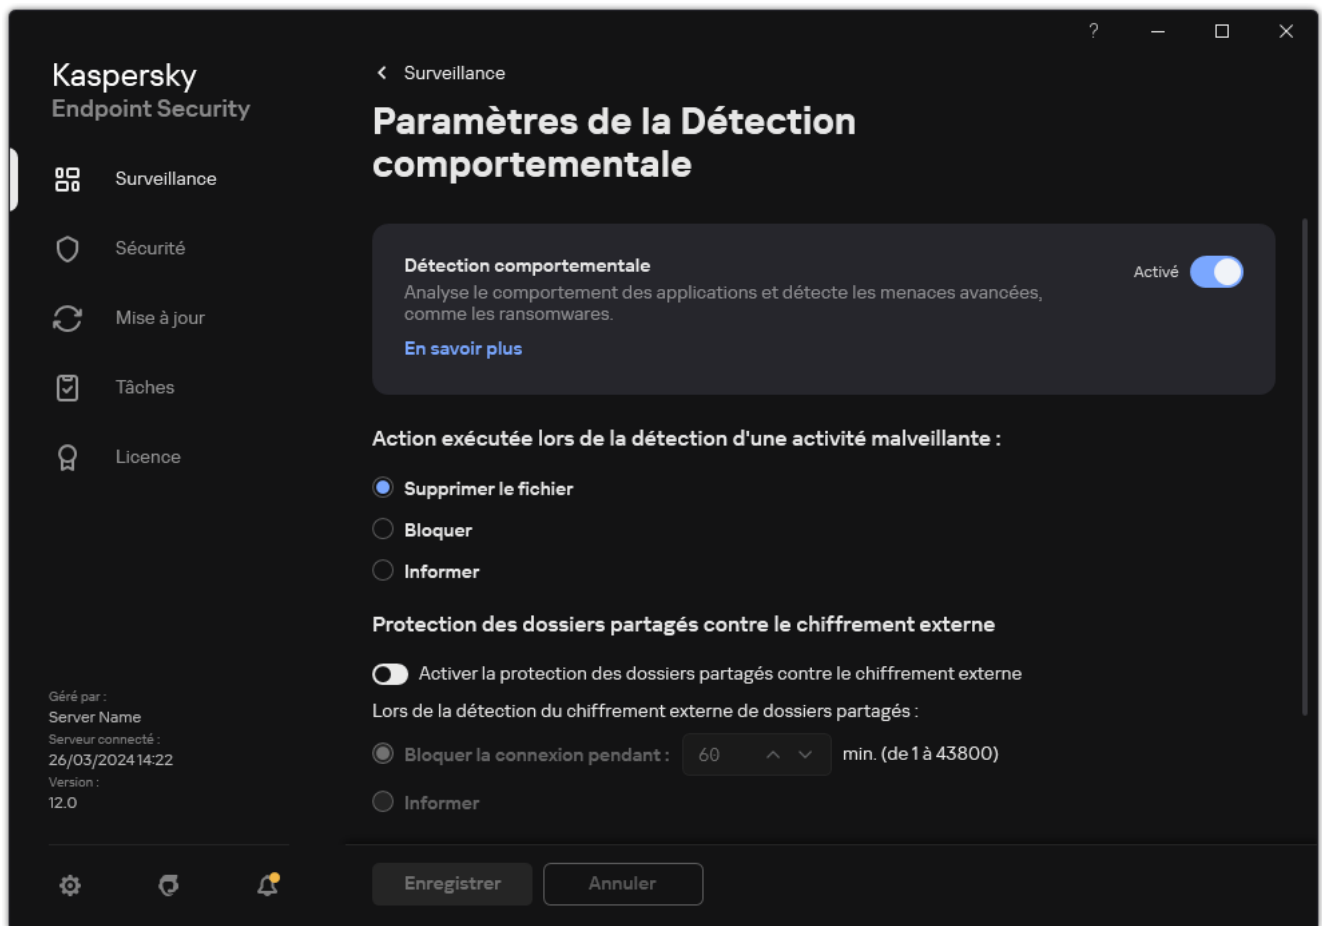 ?
Kaspersky
Endpoint Security
Surveillance
Sécurité
Mise à jour
Tâches
Licence
Géré par :
Server Name
Serveur connecté :
26/03/2024 14:22
Version :
12.0
Surveillance
Paramètres de la Détection
comportementale
Détection comportementale
Activé
Analyse le comportement des applications et détecte les menaces avancées,
comme les ransomwares.
En savoir plus
Action exécutée lors de la détection d'une activité malveillante :
Supprimer le fichier
Bloquer
Informer
Protection des dossiers partagés contre le chiffrement externe
Activer la protection des dossiers partagés contre le chiffrement externe
Lors de la détection du chiffrement externe de dossiers partagés :
Bloquer la connexion pendant : 60 min. (de 1 à 43800)
Informer
Enregistrer Annuler